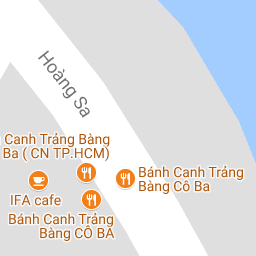 Hoàng Sa
Canh Trảng Bàng
Ba ( CN TP.HCM)
Bánh Canh Trảng
Bàng Cô Ba
IFA cafe
Bánh Canh Trảng
Bàng CÔ BA